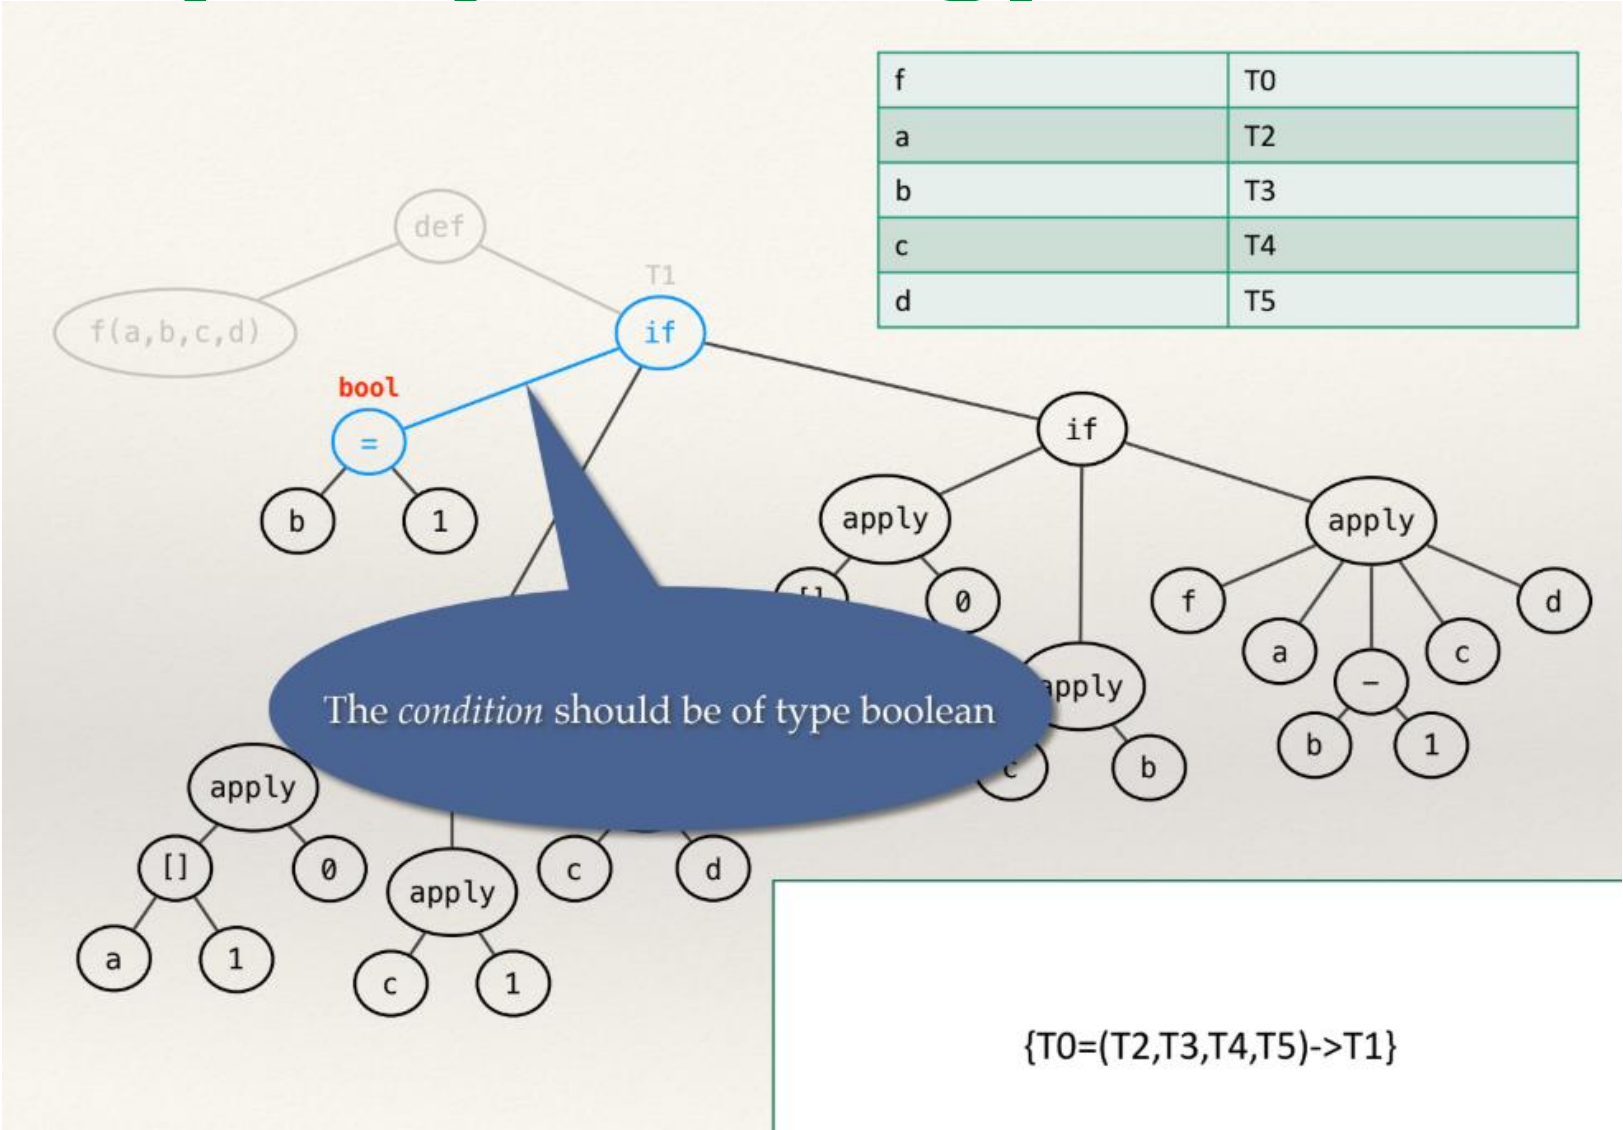 f T0
a T2
b T3
c T4
d T5
def
T1
f(a,b,c,d)
if
bool
=
if
b 1
apply
apply
[] 0
f d
a c
−
The condition should be of type boolean
apply
b 1
c b
apply
[] 0
c d
apply
a 1
c 1
{T0=(T2,T3,T4,T5)->T1}